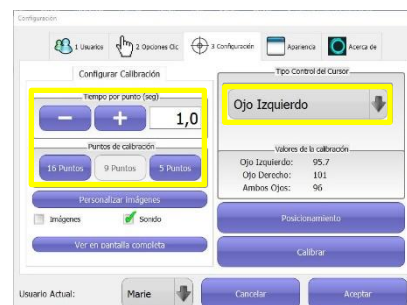 Configuración
1 Usuarios
2 Opciones Clic
3 Configuración
Apariencia
Acerca de
Configurar Calibración
Tiempo por punto (seg)
- + 1,0
Puntos de calibración
16 Puntos 9 Puntos 5 Puntos
Personalizar Imágenes
Imágenes Sonido
Ver en pantalla completa
Tipo Control del Cursor
Ojo Izquierdo
Valores de la calibración
Ojo Izquierdo: 95.7
Ojo Derecho: 101
Ambos Ojos: 96
Posicionamiento
Calibrar
Usuario Actual: Marie Cancelar Aceptar